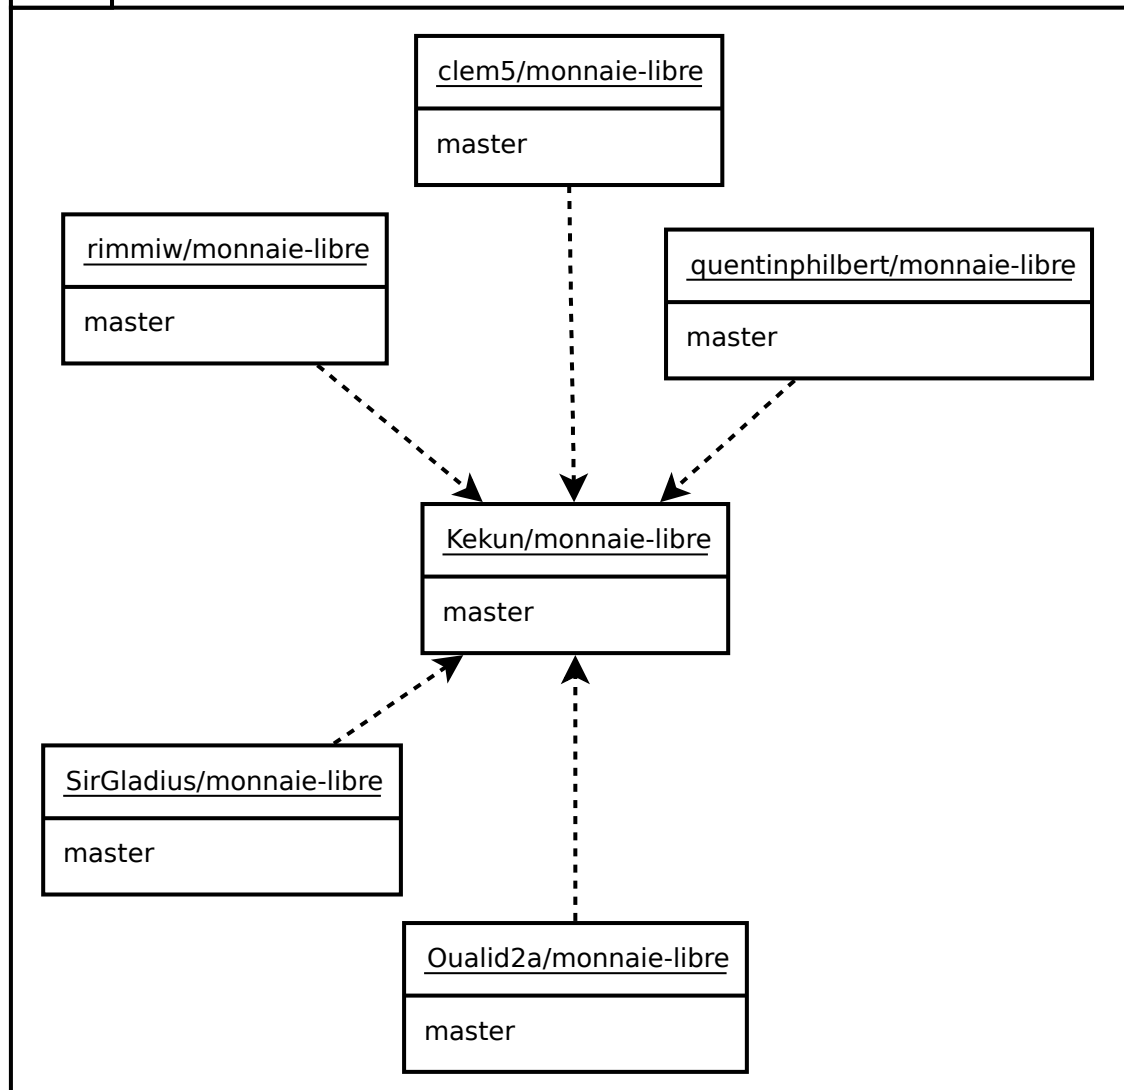 clem5/monnaie-libre
master
rimmiw/monnaie-libre
master
quentinphilbert/monnaie-libre
master
Kekun/monnaie-libre
master
SirGladius/monnaie-libre
master
Oualid2a/monnaie-libre
master